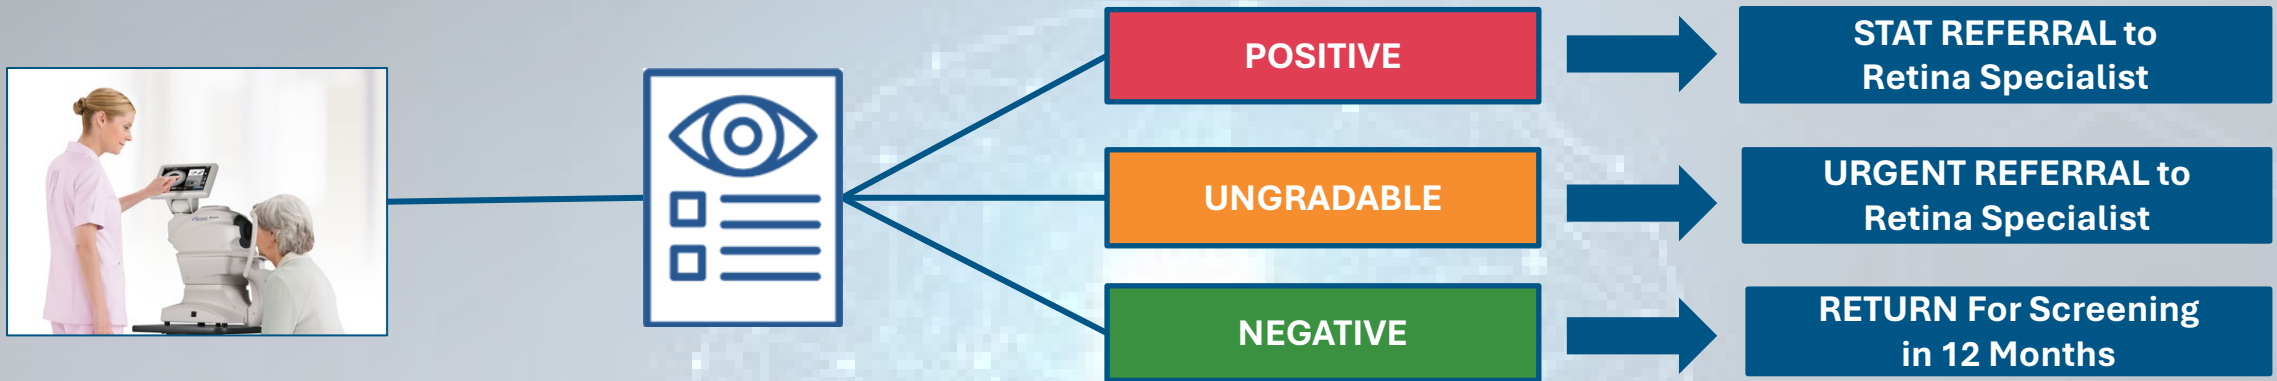 POSITIVE
STAT REFERRAL to
Retina Specialist
UNGRADABLE
URGENT REFERRAL to
Retina Specialist
NEGATIVE
RETURN For Screening
in 12 Months